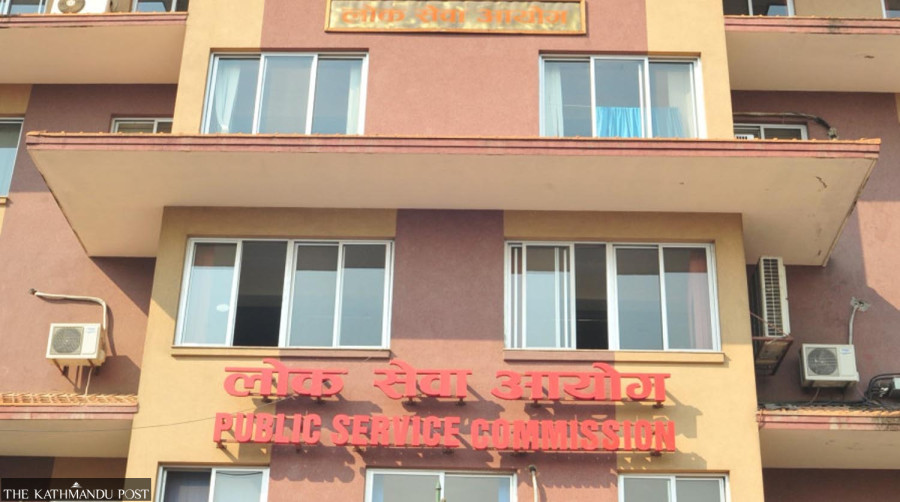 लोक सेवा आयोग
लोक सेवा आयोग
PUBLIC SERVICE COMMISSION
THE KATHMANDU POST